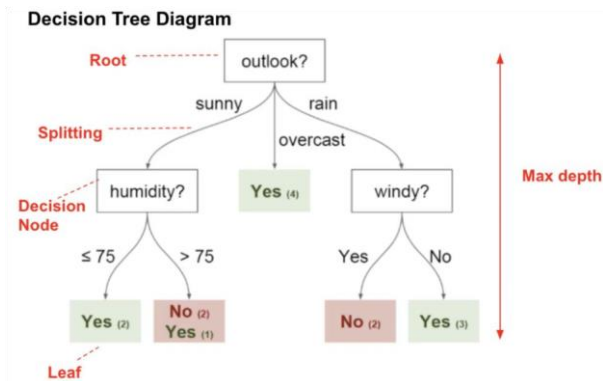 Decision Tree Diagram
Root
outlook?
sunny
rain
Splitting
overcast
humidity?
Yes (4)
windy?
Max depth
Decision
Node
≤ 75
> 75
Yes
No
Yes (2)
No (2)
Yes (1)
No (2)
Yes (3)
Leaf